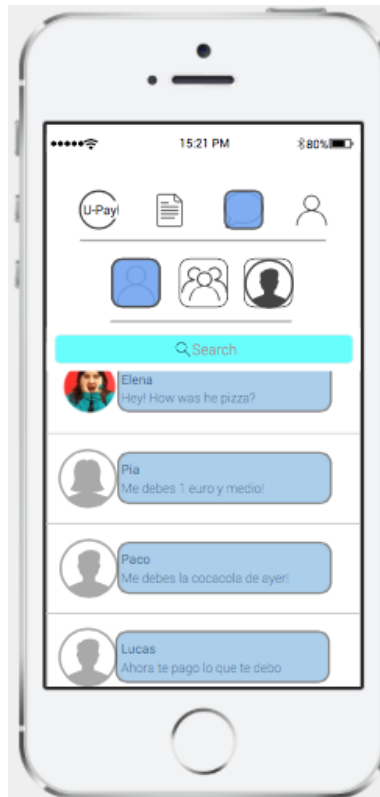 15:21 PM
80%
U-Pay!
Search
Elena
Hey! How was he pizza?
Pia
Me debes 1 euro y medio!
Paco
Me debes la cocacola de ayer!
Lucas
Ahora te pago lo que te debo